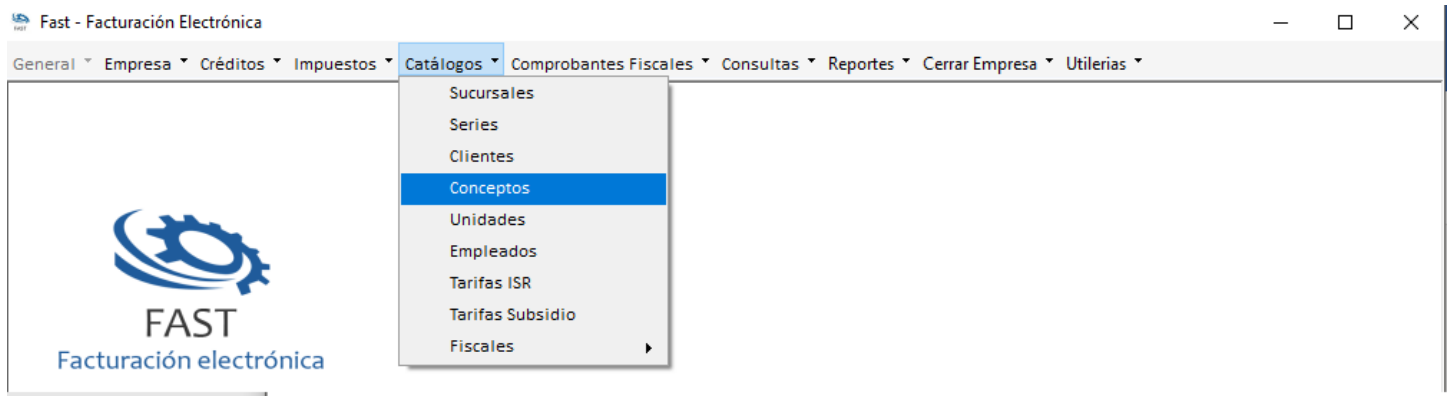 Fast - Facturación Electrónica
General Empresa Créditos Impuestos Catálogos Comprobantes Fiscales Consultas Reportes Cerrar Empresa Utilerias
Sucursales
Series
Clientes
Conceptos
Unidades
Empleados
Tarifas ISR
Tarifas Subsidio
Fiscales
FAST
Facturación electrónica